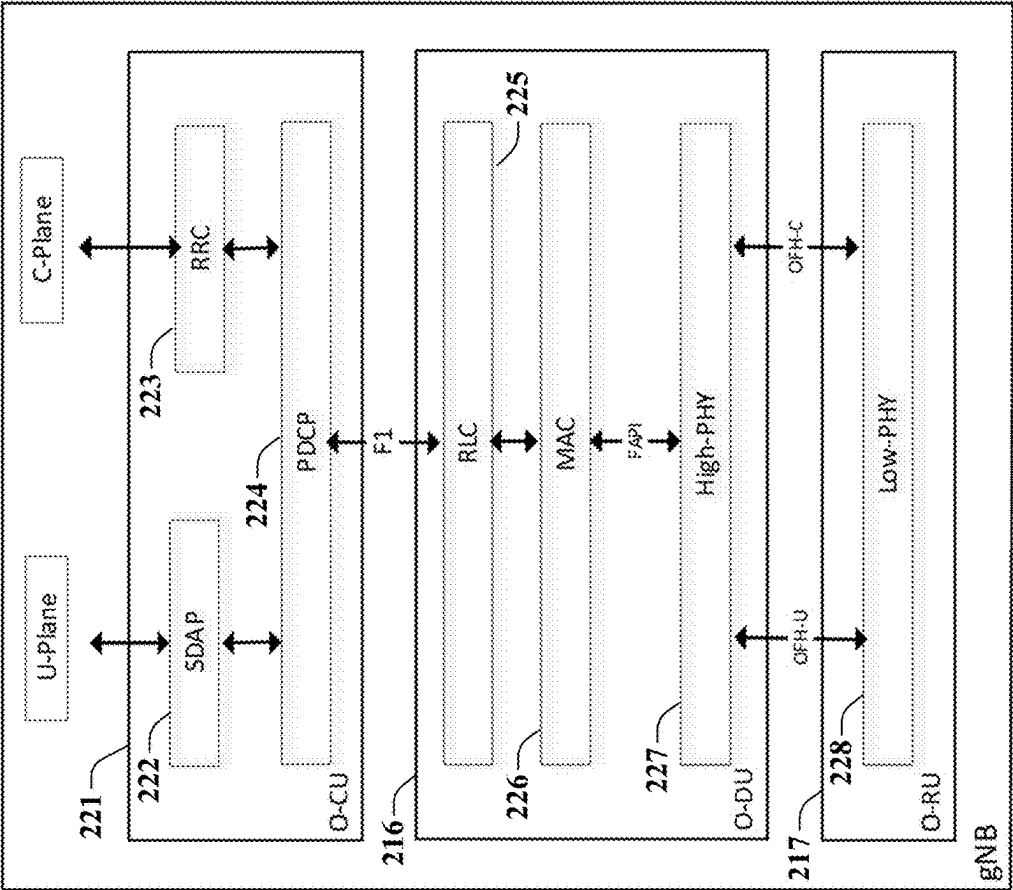 U-Plane
C-Plane
221
222
SDAP
223
RRC
224
PDCP
O-CU
F1
216
RLC
225
226
MAC
FAPI
227
High-PHY
O-DU
OFH-U
OFH-C
217
228
Low-PHY
O-RU
gNB